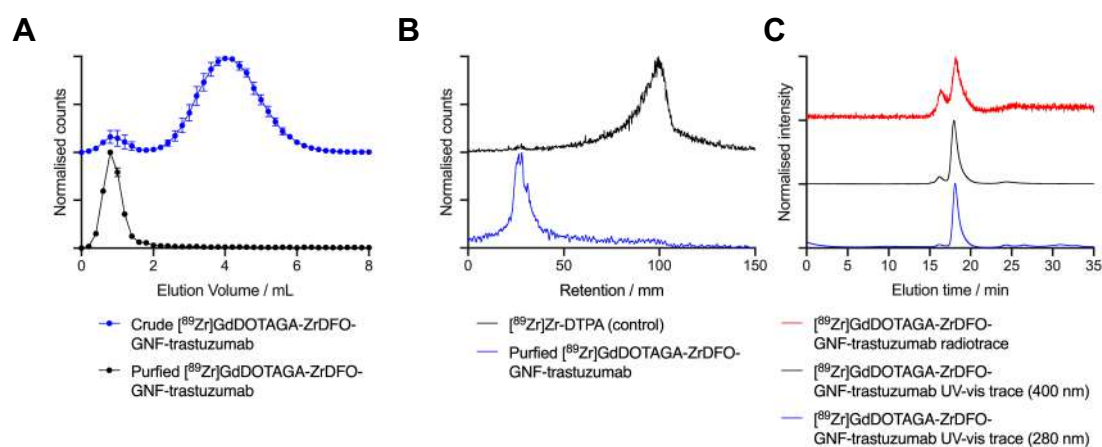 A
Normalised counts
0
2
4
6
8
Elution Volume / mL
Crude [⁸⁹Zr]GdDOTAGA-ZrDFO-
GNF-trastuzumab
Purfied [⁸⁹Zr]GdDOTAGA-ZrDFO-
GNF-trastuzumab
B
Normalised counts
0
50
100
150
Retention / mm
[⁸⁹Zr]Zr-DTPA (control)
Purfied [⁸⁹Zr]GdDOTAGA-ZrDFO-
GNF-trastuzumab
C
Normalised intensity
0
5
10
15
20
25
30
35
Elution time / min
[⁸⁹Zr]GdDOTAGA-ZrDFO-
GNF-trastuzumab radiotrace
[⁸⁹Zr]GdDOTAGA-ZrDFO-
GNF-trastuzumab UV-vis trace (400 nm)
[⁸⁹Zr]GdDOTAGA-ZrDFO-
GNF-trastuzumab UV-vis trace (280 nm)